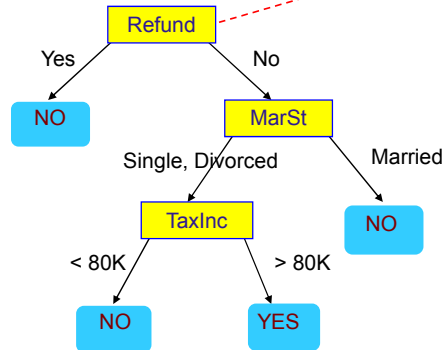 Refund
Yes
No
NO
MarSt
Single, Divorced
Married
TaxInc
NO
< 80K
> 80K
NO
YES